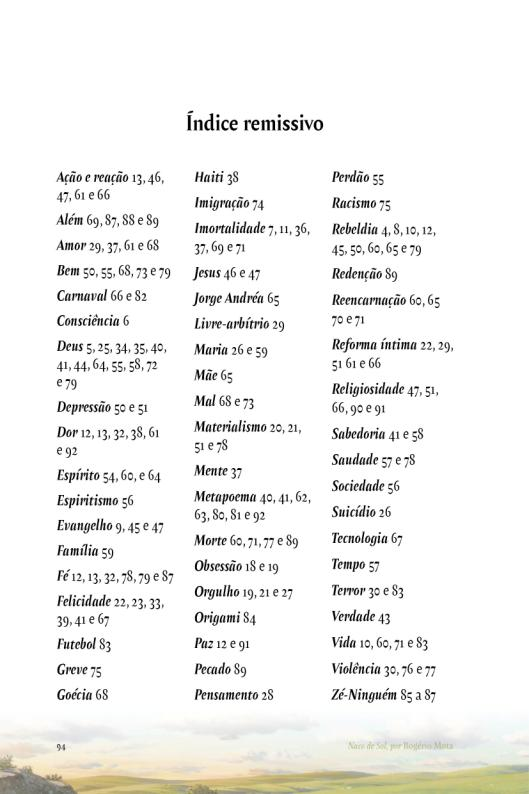 Índice remissivo
Ação e reação 13, 46,
47, 61 e 66
Além 69, 87, 88 e 89
Amor 29, 37, 61 e 68
Bem 50, 55, 68, 73 e 79
Carnaval 66 e 82
Consciência 6
Deus 5, 25, 34, 35, 40,
41, 44, 64, 55, 58, 72
e 79
Depressão 50 e 51
Dor 12, 13, 32, 38, 61
e 92
Espírito 54, 60, e 64
Espiritismo 56
Evangelho 9, 45 e 47
Família 59
Fé 12, 13, 32, 78, 79 e 87
Felicidade 22, 23, 33,
39, 41 e 67
Futebol 83
Greve 75
Goécia 68
Haiti 38
Imigração 74
Imortalidade 7, 11, 36,
37, 69 e 71
Jesus 46 e 47
Jorge Andréa 65
Livre-arbítrio 29
Maria 26 e 59
Mãe 65
Mal 68 e 73
Materialismo 20, 21,
51 e 78
Mente 37
Metapoema 40, 41, 62,
63, 80, 81 e 92
Morte 60, 71, 77 e 89
Obsessão 18 e 19
Orgulho 19, 21 e 27
Origami 84
Paz 12 e 91
Pecado 89
Pensamento 28
Perdão 55
Racismo 75
Rebeldia 4, 8, 10, 12,
45, 50, 60, 65 e 79
Redenção 89
Reencarnação 60, 65
70 e 71
Reforma íntima 22, 29,
51 61 e 66
Religiosidade 47, 51,
66, 90 e 91
Sabedoria 41 e 58
Saudade 57 e 78
Sociedade 56
Suicídio 26
Tecnologia 67
Tempo 57
Terror 30 e 83
Verdade 43
Vida 10, 60, 71 e 83
Violência 30, 76 e 77
Zé-Ninguém 85 a 87
94
Naco de Sol, por Rogério Mota